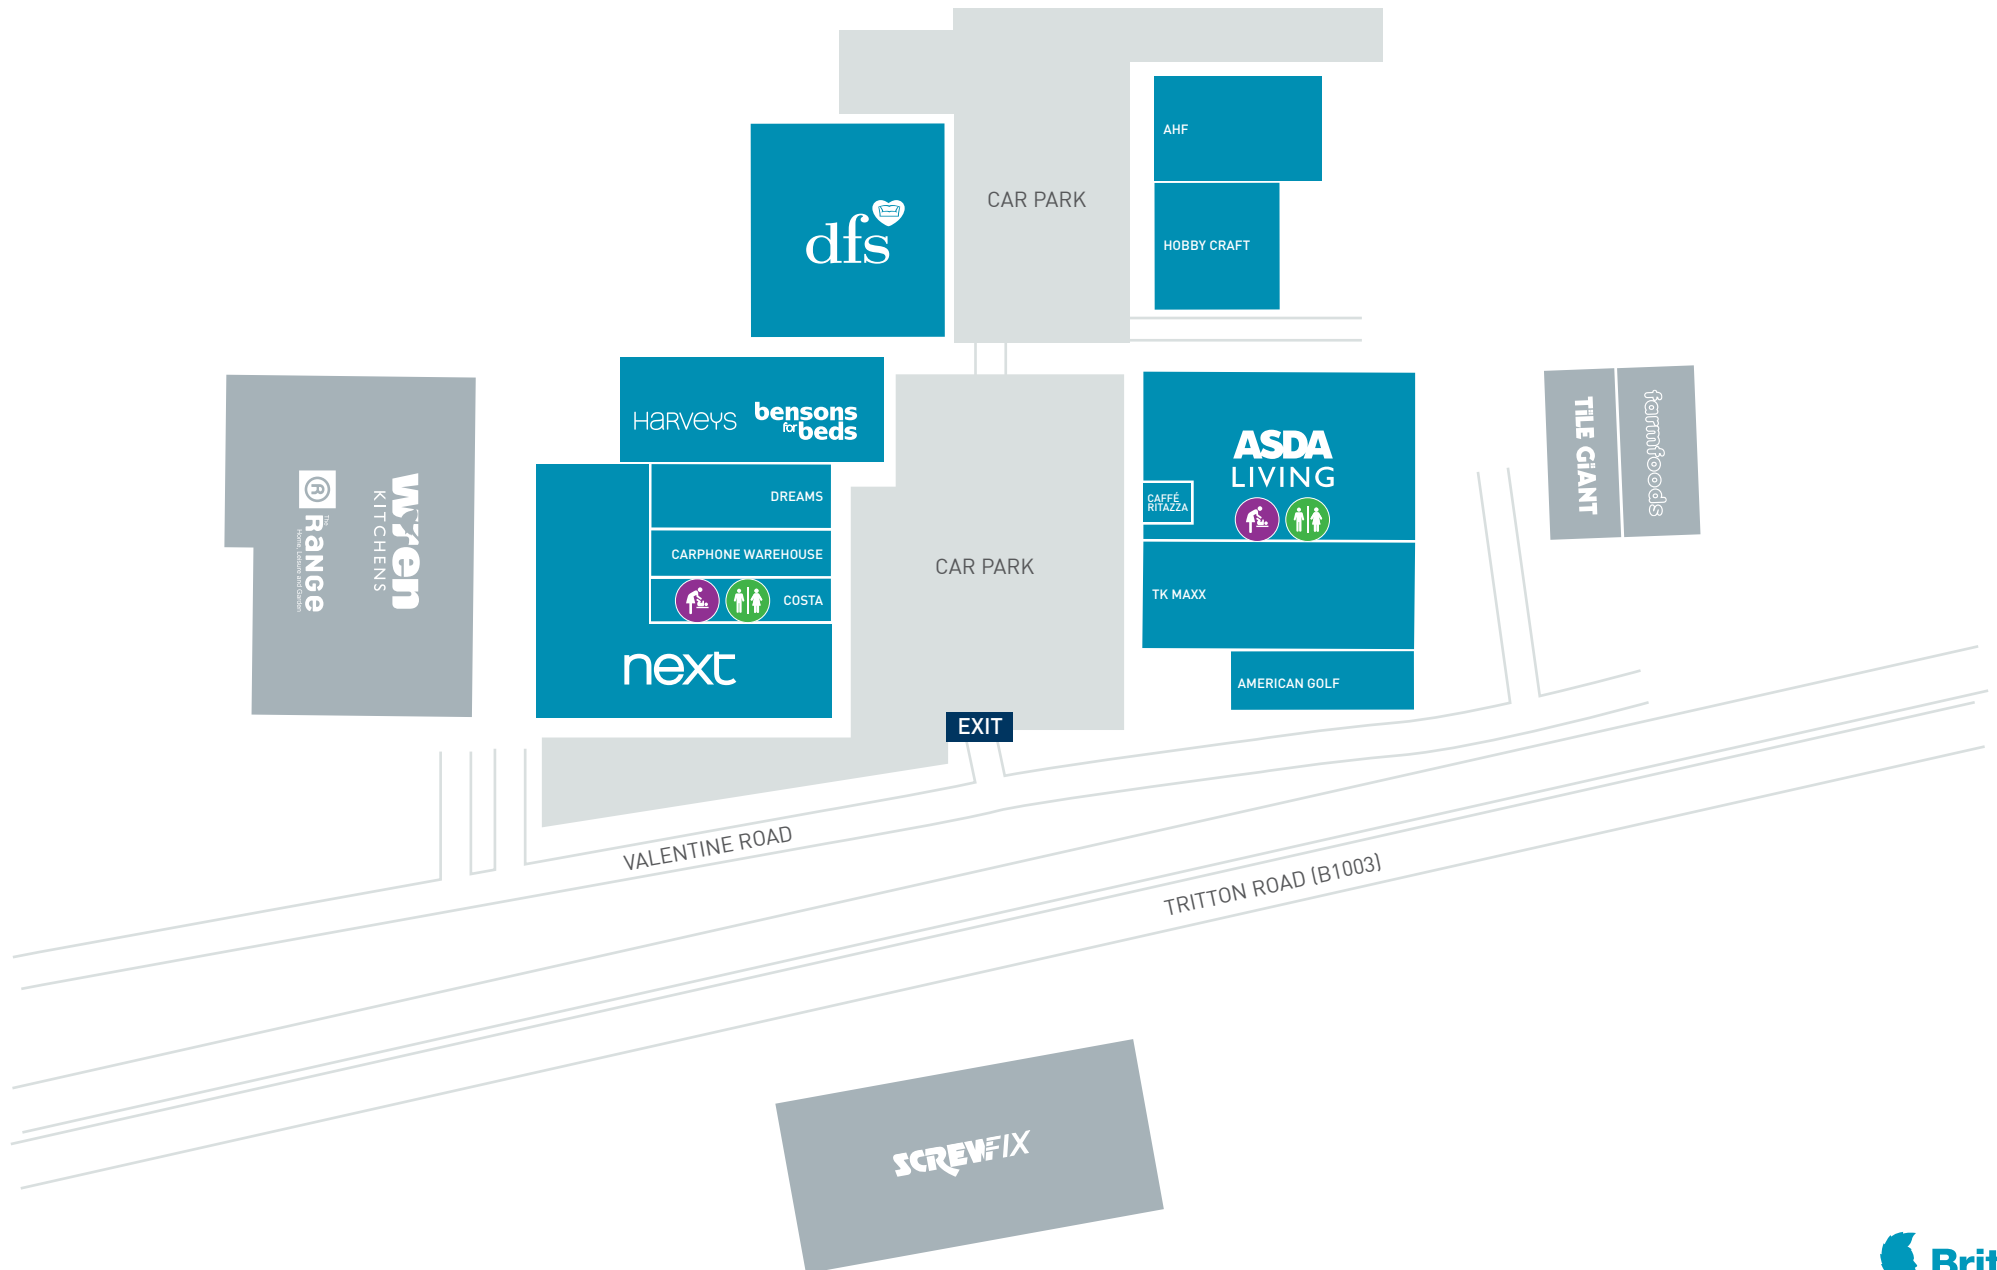 CAR PARK
AHF
dfs
HOBBY CRAFT
HARVEYS
bensons
for beds
ASDA
LIVING
CAFFÉ
RITAZZA
DREAMS
CARPHONE WAREHOUSE
COSTA
next
CAR PARK
TK MAXX
AMERICAN GOLF
EXIT
wren
KITCHENS
The
RANGE
Home, Leisure and Garden
R
TILE GIANT
farmfoods
VALENTINE ROAD
TRITTON ROAD (B1003)
SCREWFIX
Brit